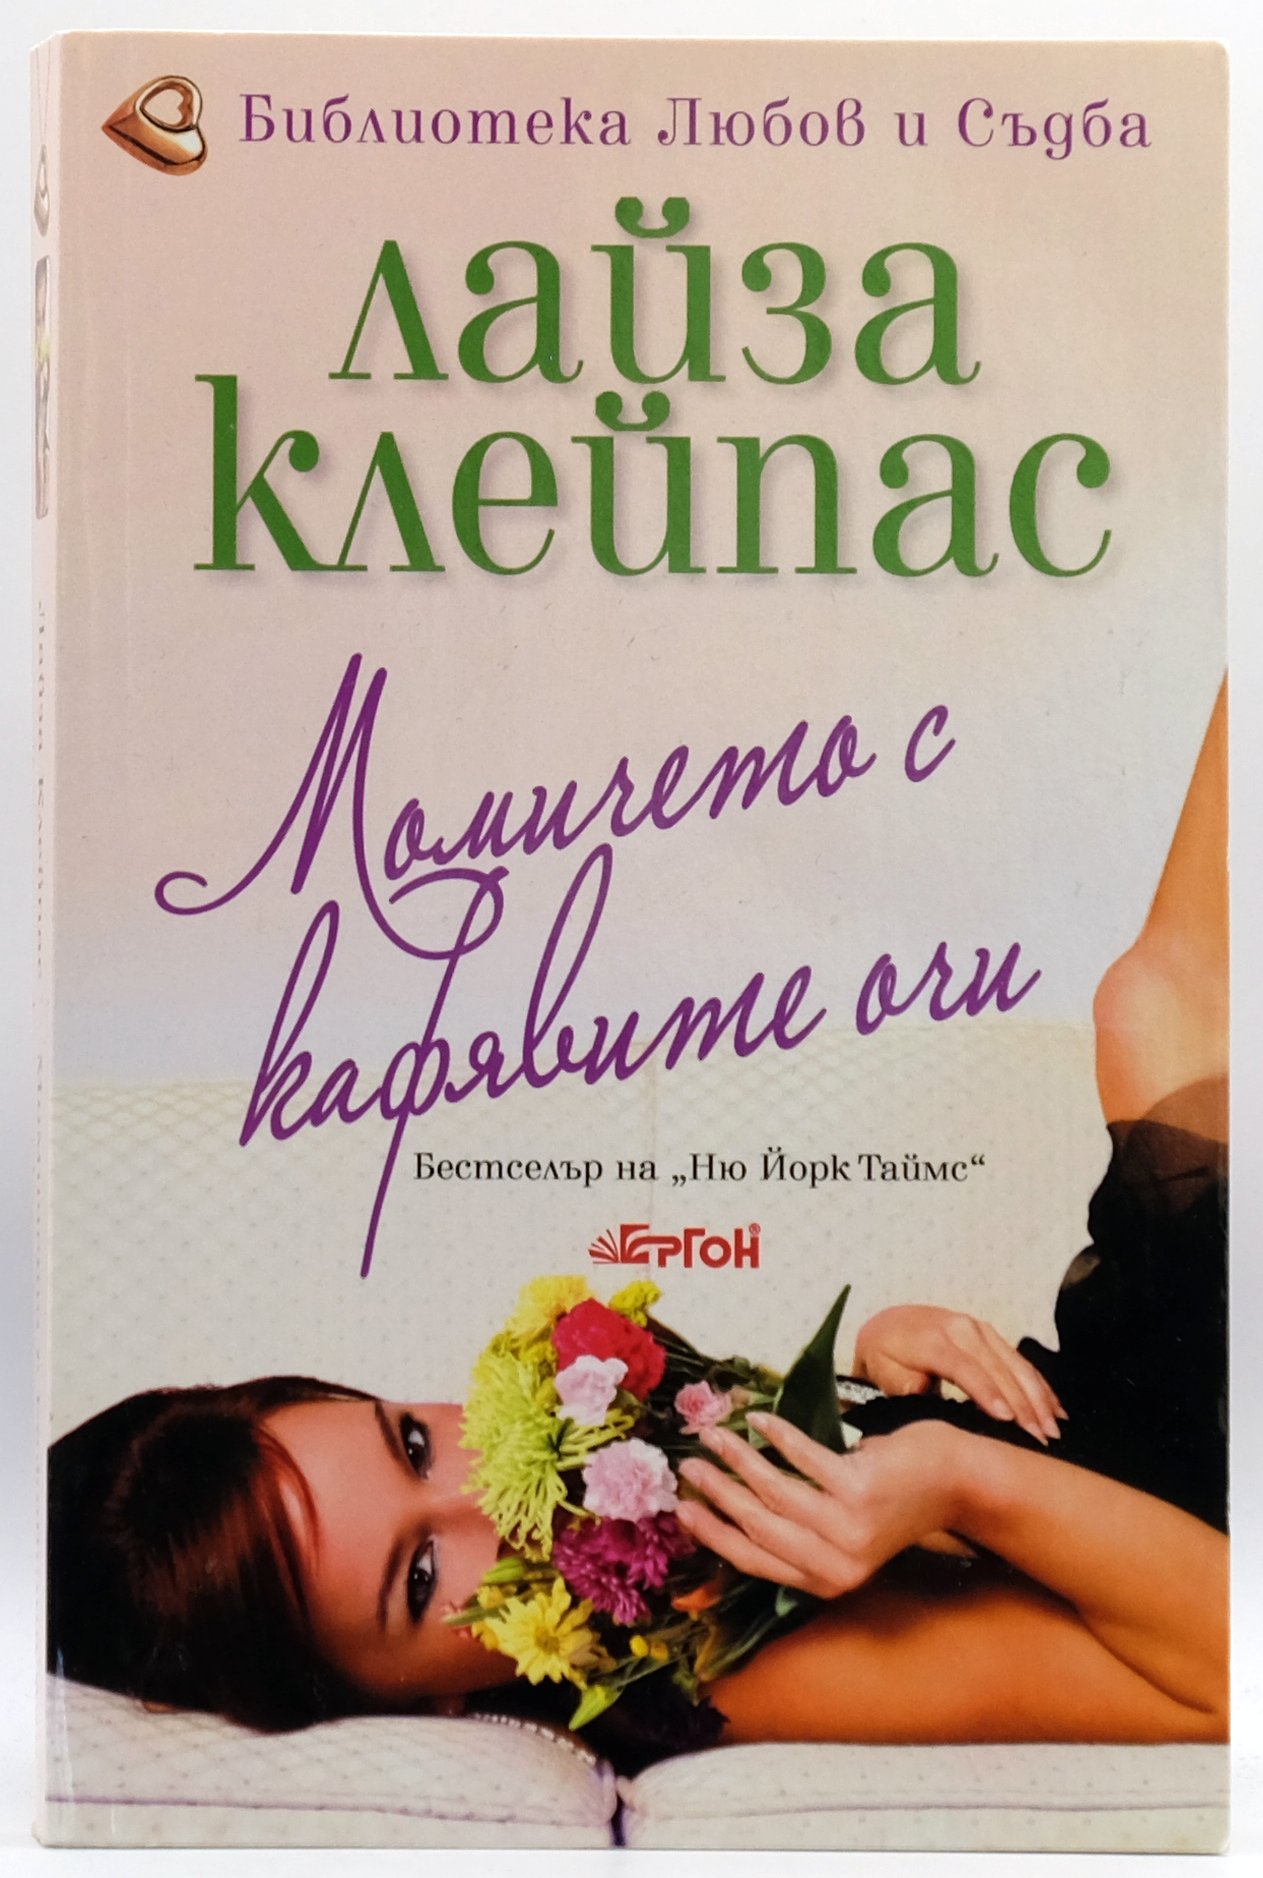 Библиотека Любов и Съдба
лайза
клейпас
Момичето с
кафявите очи
Бестселър на „Ню Йорк Таймс“
ЕРГОН®